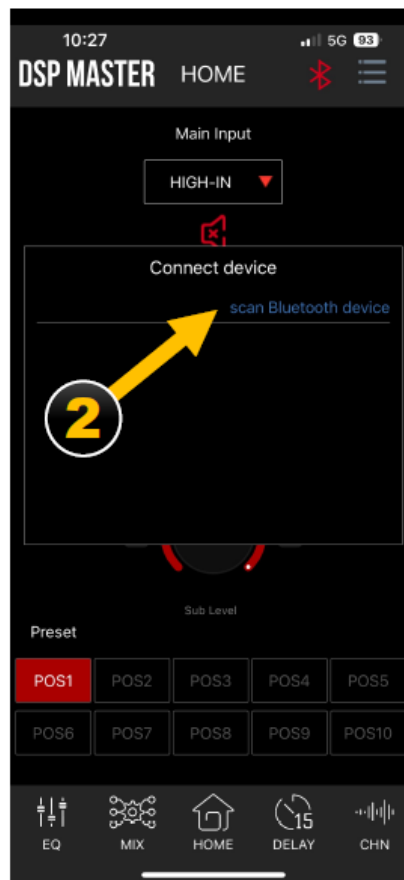 10:27 5G 93
DSP MASTER HOME
Main Input
HIGH-IN
Connect device
scan Bluetooth device
2
Sub Level
Preset
POS1 POS2 POS3 POS4 POS5
POS6 POS7 POS8 POS9 POS10
15
EQ MIX HOME DELAY CHN